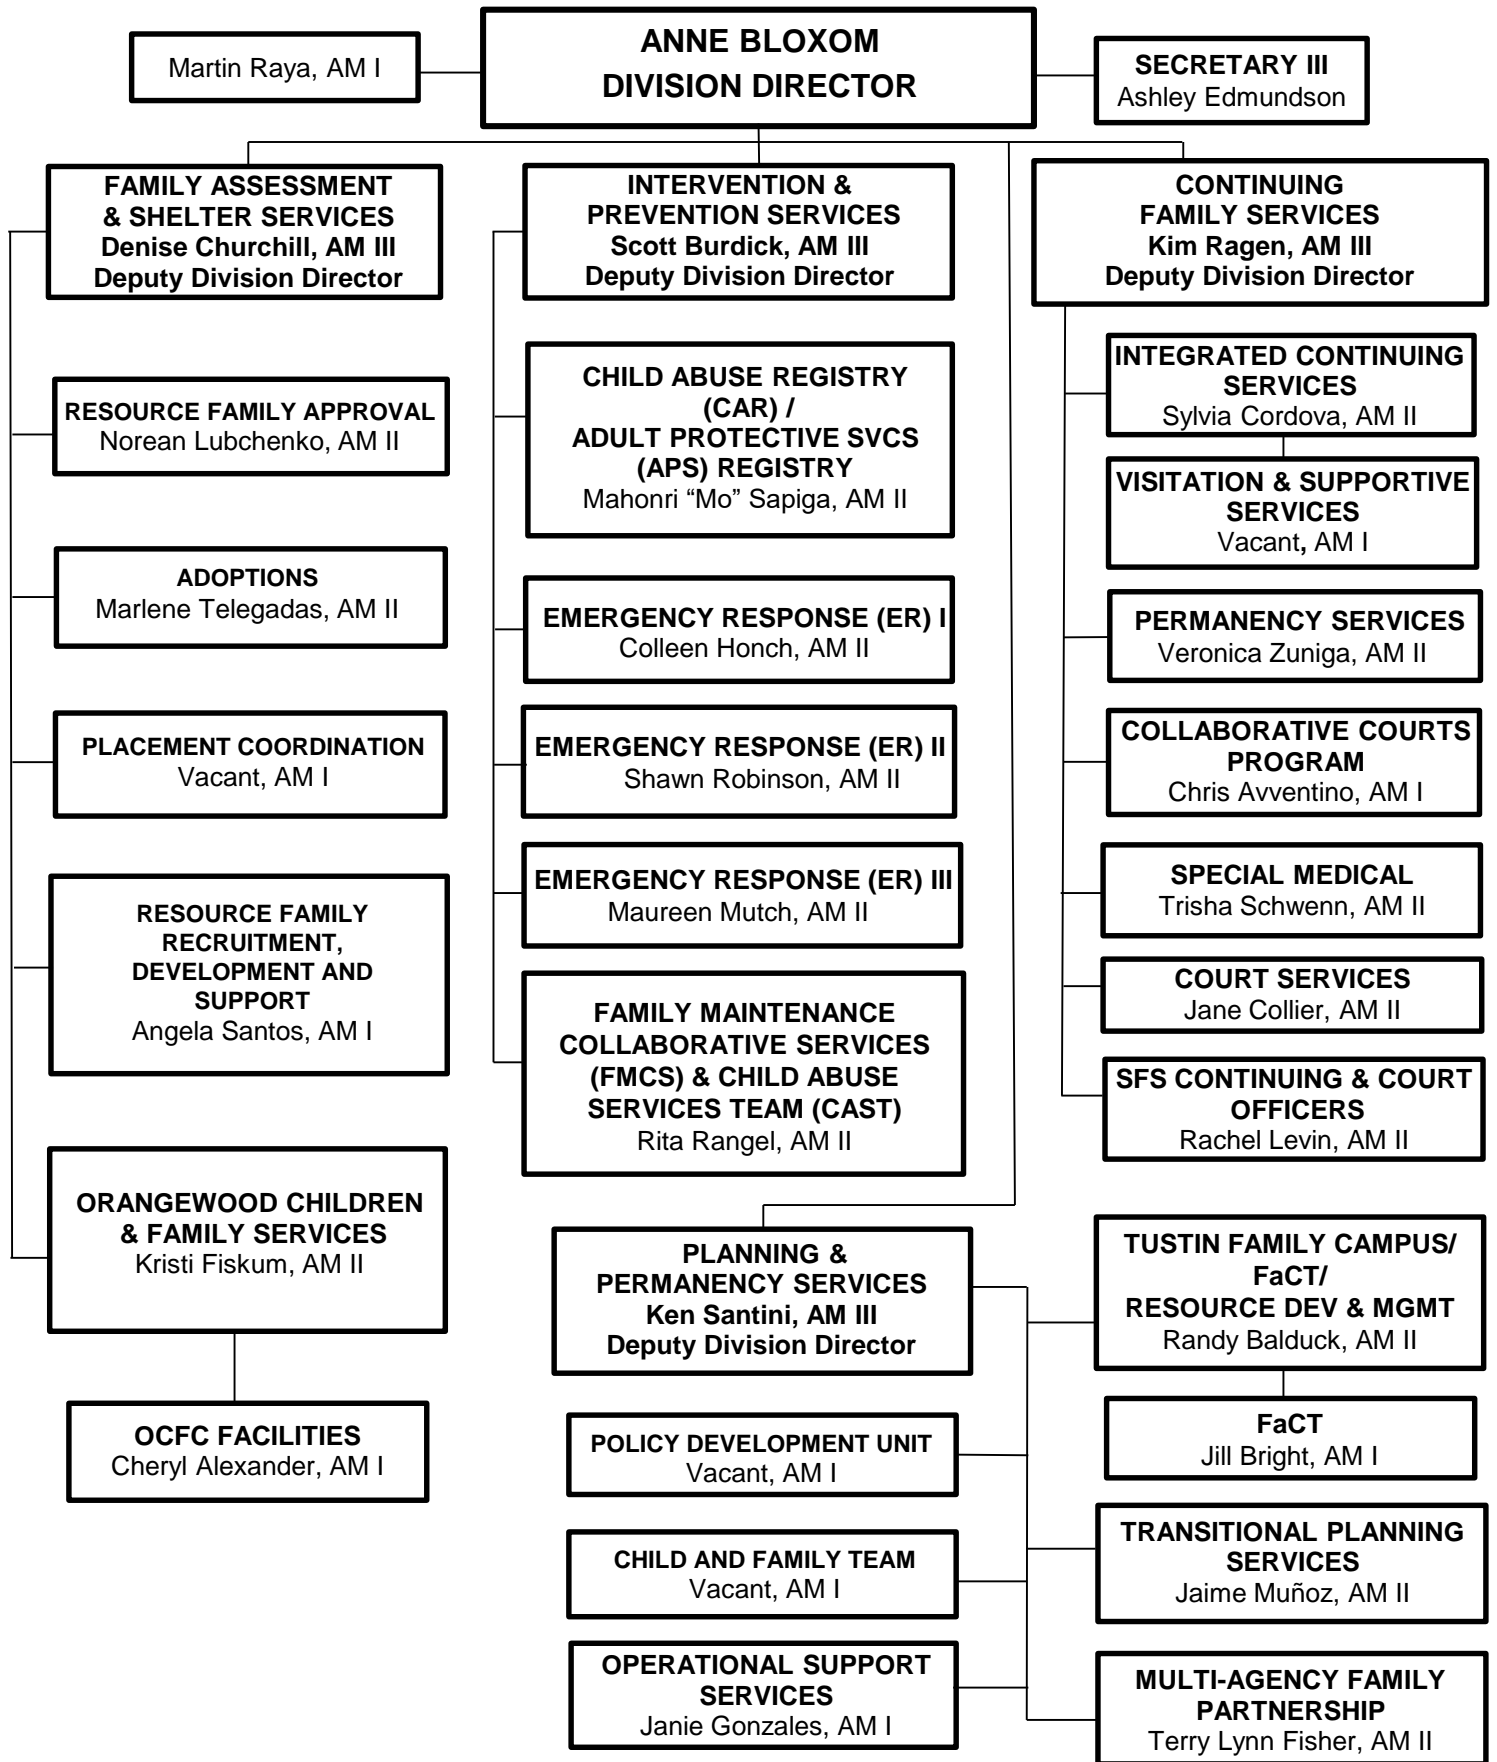 Martin Raya, AM I
ANNE BLOXOM
DIVISION DIRECTOR
SECRETARY III
Ashley Edmundson
FAMILY ASSESSMENT
& SHELTER SERVICES
Denise Churchill, AM III
Deputy Division Director
RESOURCE FAMILY APPROVAL
Norean Lubchenko, AM II
ADOPTIONS
Marlene Telegadas, AM II
PLACEMENT COORDINATION
Vacant, AM I
RESOURCE FAMILY
RECRUITMENT,
DEVELOPMENT AND
SUPPORT
Angela Santos, AM I
ORANGEWOOD CHILDREN
& FAMILY SERVICES
Kristi Fiskum, AM II
OCFC FACILITIES
Cheryl Alexander, AM I
INTERVENTION &
PREVENTION SERVICES
Scott Burdick, AM III
Deputy Division Director
CHILD ABUSE REGISTRY
(CAR) /
ADULT PROTECTIVE SVCS
(APS) REGISTRY
Mahonri “Mo” Sapiga, AM II
EMERGENCY RESPONSE (ER) I
Colleen Honch, AM II
EMERGENCY RESPONSE (ER) II
Shawn Robinson, AM II
EMERGENCY RESPONSE (ER) III
Maureen Mutch, AM II
FAMILY MAINTENANCE
COLLABORATIVE SERVICES
(FMCS) & CHILD ABUSE
SERVICES TEAM (CAST)
Rita Rangel, AM II
CONTINUING
FAMILY SERVICES
Kim Ragen, AM III
Deputy Division Director
INTEGRATED CONTINUING
SERVICES
Sylvia Cordova, AM II
VISITATION & SUPPORTIVE
SERVICES
Vacant, AM I
PERMANENCY SERVICES
Veronica Zuniga, AM II
COLLABORATIVE COURTS
PROGRAM
Chris Avventino, AM I
SPECIAL MEDICAL
Trisha Schwenn, AM II
COURT SERVICES
Jane Collier, AM II
SFS CONTINUING & COURT
OFFICERS
Rachel Levin, AM II
PLANNING &
PERMANENCY SERVICES
Ken Santini, AM III
Deputy Division Director
POLICY DEVELOPMENT UNIT
Vacant, AM I
CHILD AND FAMILY TEAM
Vacant, AM I
OPERATIONAL SUPPORT
SERVICES
Janie Gonzales, AM I
TUSTIN FAMILY CAMPUS/
FaCT/
RESOURCE DEV & MGMT
Randy Balduck, AM II
FaCT
Jill Bright, AM I
TRANSITIONAL PLANNING
SERVICES
Jaime Muñoz, AM II
MULTI-AGENCY FAMILY
PARTNERSHIP
Terry Lynn Fisher, AM II